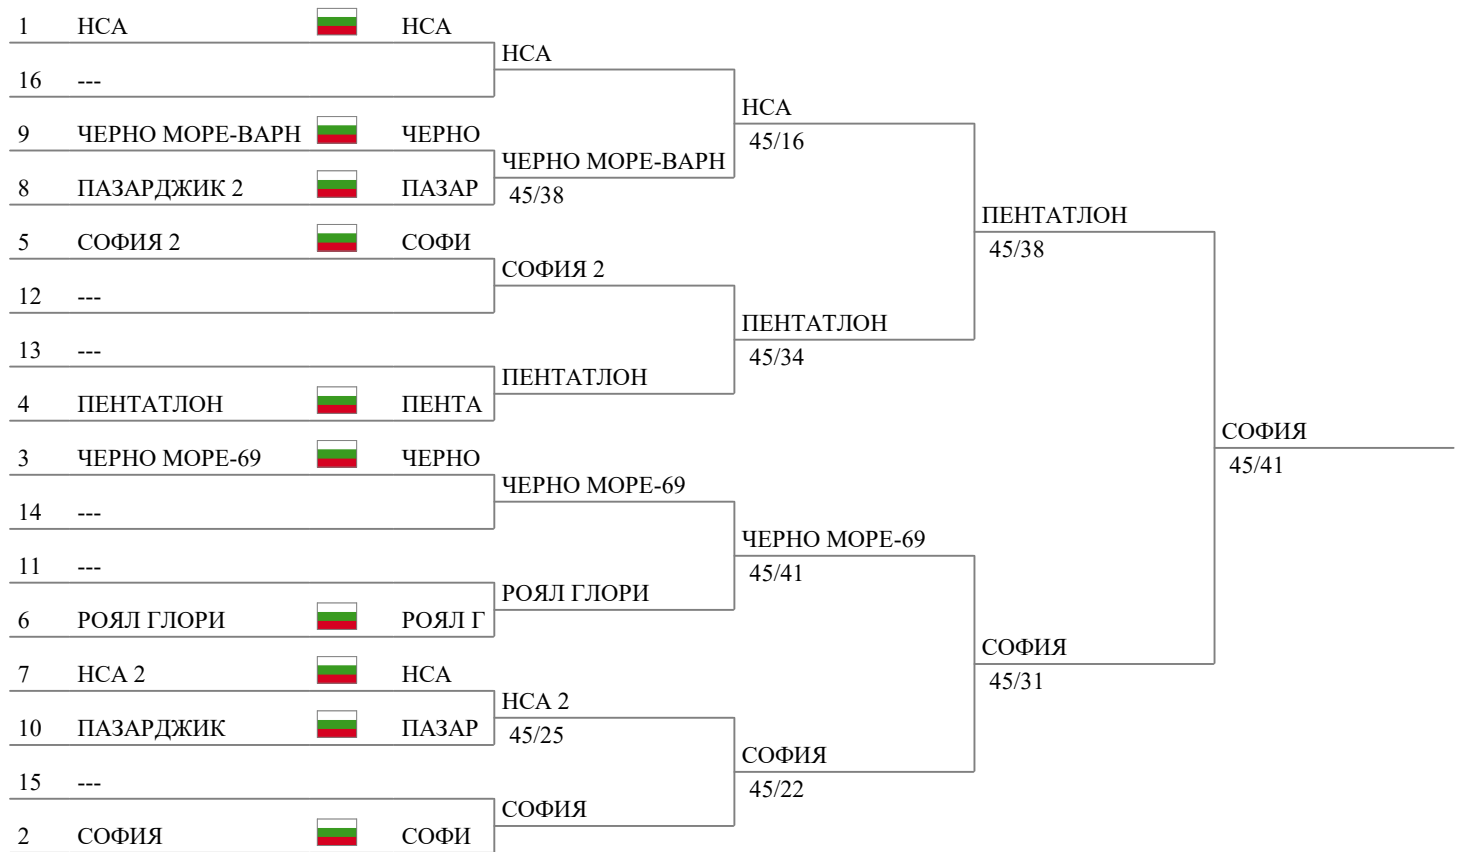 1 НСА НСА
НСА
16 ---
НСА
45/16
9 ЧЕРНО МОРЕ-ВАРН ЧЕРНО
ЧЕРНО МОРЕ-ВАРН
45/38
8 ПАЗАРДЖИК 2 ПАЗАР
ПЕНТАТЛОН
45/38
5 СОФИЯ 2 СОФИ
СОФИЯ 2
12 ---
ПЕНТАТЛОН
45/34
13 ---
ПЕНТАТЛОН
4 ПЕНТАТЛОН ПЕНТА
СОФИЯ
45/41
3 ЧЕРНО МОРЕ-69 ЧЕРНО
ЧЕРНО МОРЕ-69
14 ---
ЧЕРНО МОРЕ-69
45/41
11 ---
РОЯЛ ГЛОРИ
6 РОЯЛ ГЛОРИ РОЯЛ Г
СОФИЯ
45/31
7 НСА 2 НСА
НСА 2
45/25
10 ПАЗАРДЖИК ПАЗАР
СОФИЯ
45/22
15 ---
СОФИЯ
2 СОФИЯ СОФИ